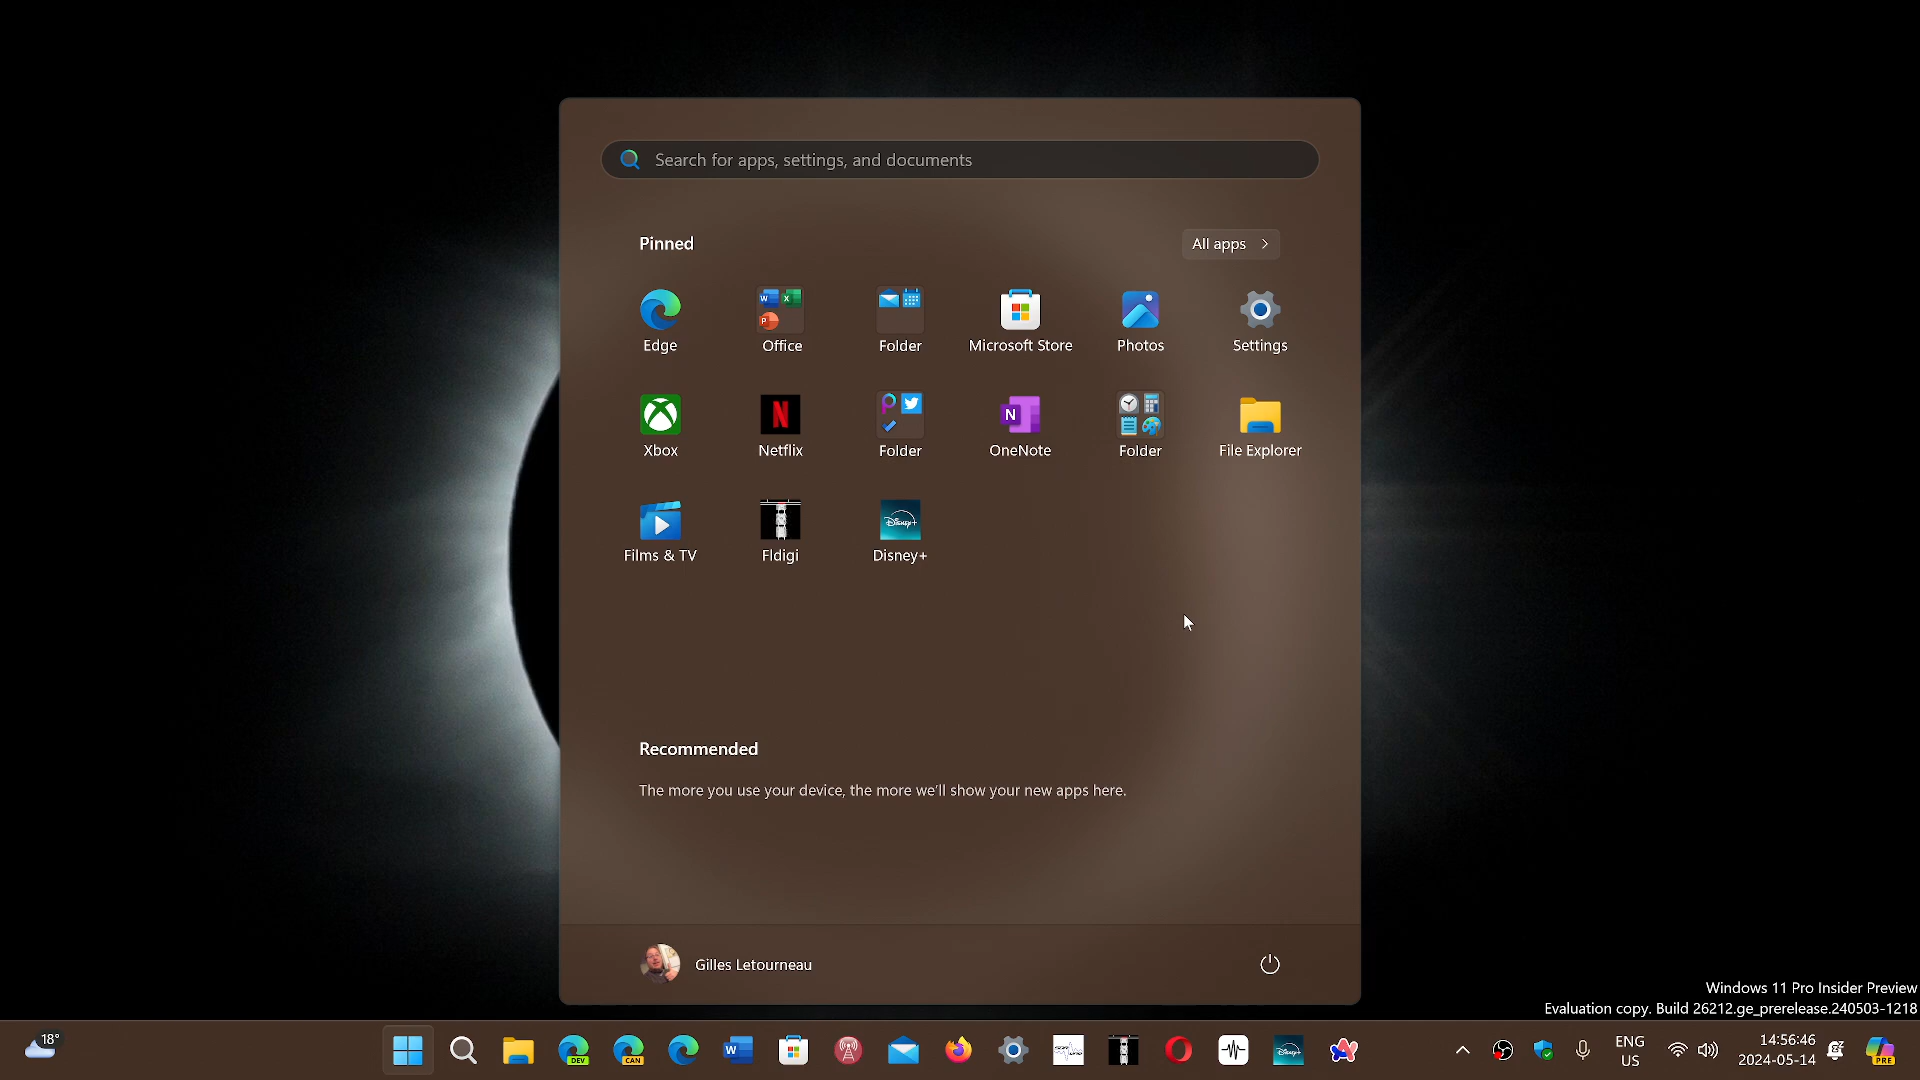 Search for apps, settings, and documents
Pinned
All apps
Edge
Office
Folder
Microsoft Store
Photos
Settings
Xbox
Netflix
Folder
OneNote
Folder
File Explorer
Films & TV
Fldigi
Disney+
Recommended
The more you use your device, the more we'll show your new apps here.
Gilles Letourneau
Windows 11 Pro Insider Preview
Evaluation copy. Build 26212.ge_prerelease.240503-1218
18°
DEV
CAN
ENG
US
14:56:46
2024-05-14
PRE